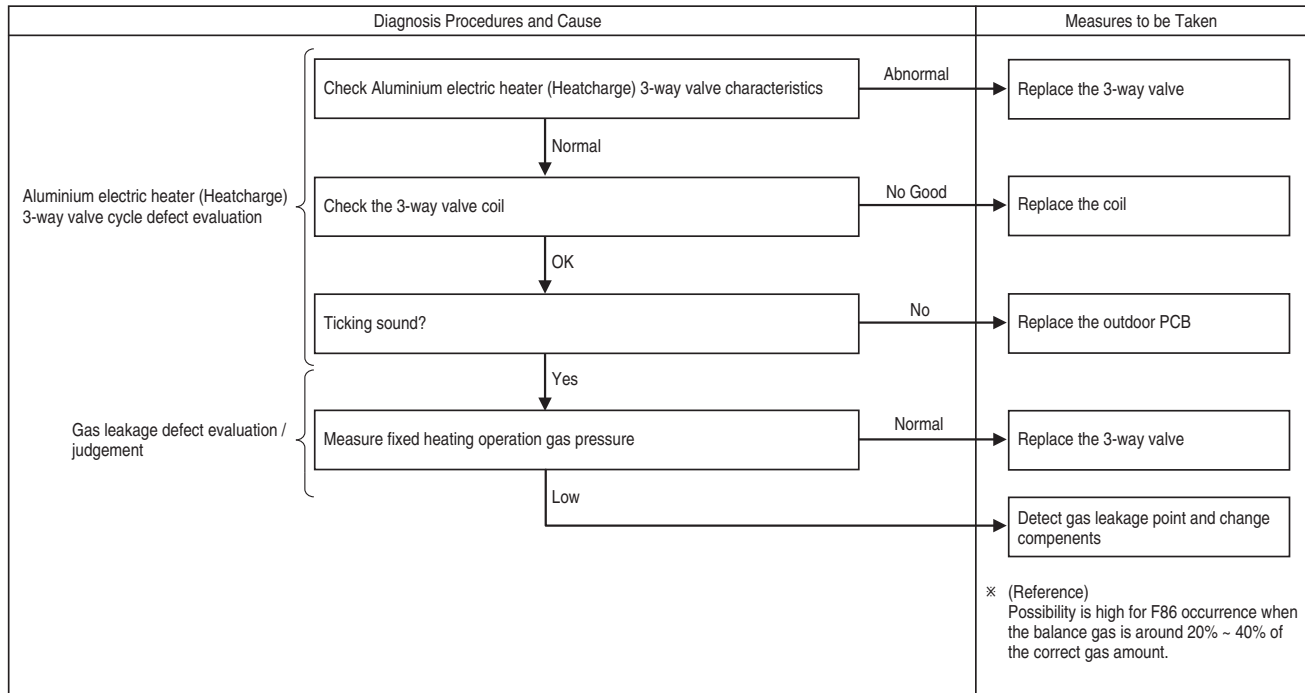 Diagnosis Procedures and Cause
Measures to be Taken
Check Aluminium electric heater (Heatcharge) 3-way valve characteristics
Abnormal
Replace the 3-way valve
Normal
Aluminium electric heater (Heatcharge)
3-way valve cycle defect evaluation
Check the 3-way valve coil
No Good
Replace the coil
OK
Ticking sound?
No
Replace the outdoor PCB
Yes
Gas leakage defect evaluation /
judgement
Measure fixed heating operation gas pressure
Normal
Replace the 3-way valve
Low
Detect gas leakage point and change
compenents
※ (Reference)
Possibility is high for F86 occurrence when
the balance gas is around 20% ~ 40% of
the correct gas amount.